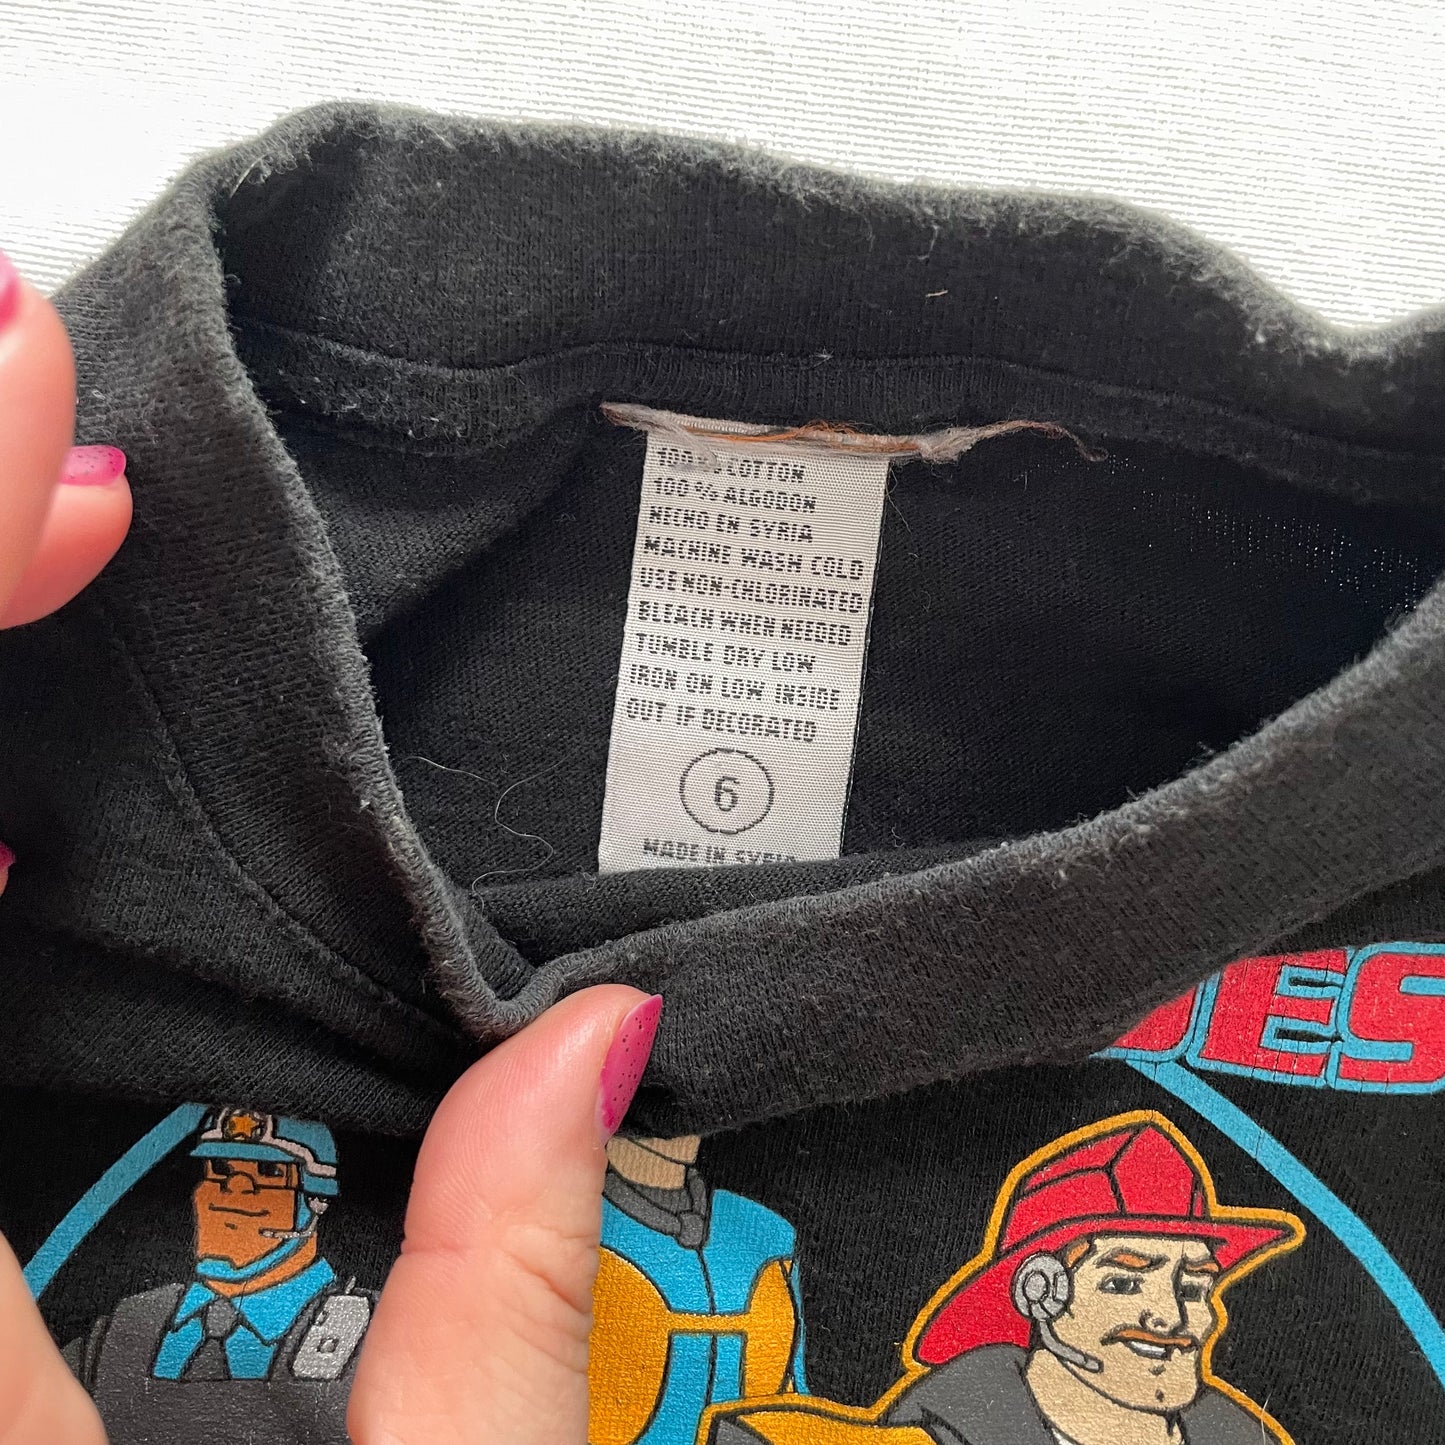 100% COTTON
100% ALGODON
HECHO EN SYRIA
MACHINE WASH COLD
USE NON-CHLORINATED
BLEACH WHEN NEEDED
TUMBLE DRY LOW
IRON ON LOW INSIDE
OUT IF DECORATED
6
MADE IN SYRIA